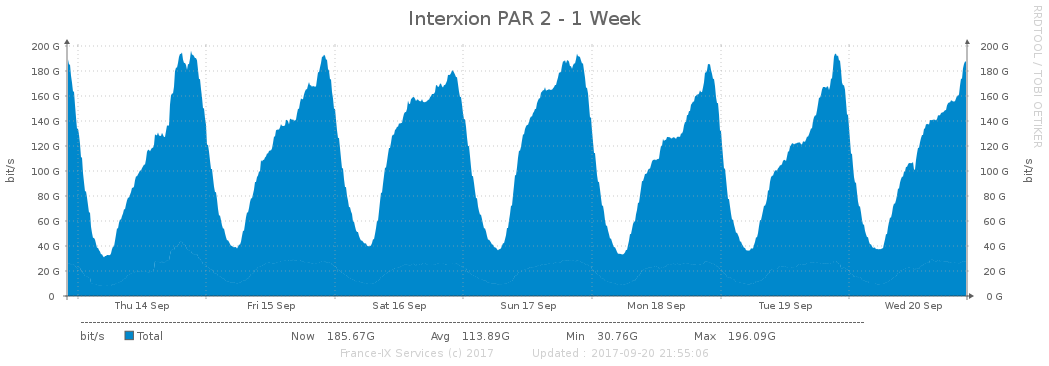 Interxion PAR 2 - 1 Week
RRDTOOL / TOBI OETIKER
bit/s
200 G
180 G
160 G
140 G
120 G
100 G
80 G
60 G
40 G
20 G
0
200 G
180 G
160 G
140 G
120 G
100 G
80 G
60 G
40 G
20 G
0 G
bit/s
Thu 14 Sep Fri 15 Sep Sat 16 Sep Sun 17 Sep Mon 18 Sep Tue 19 Sep Wed 20 Sep
bit/s Total Now 185.67G Avg 113.89G Min 30.76G Max 196.09G
France-IX Services (c) 2017 Updated : 2017-09-20 21:55:06